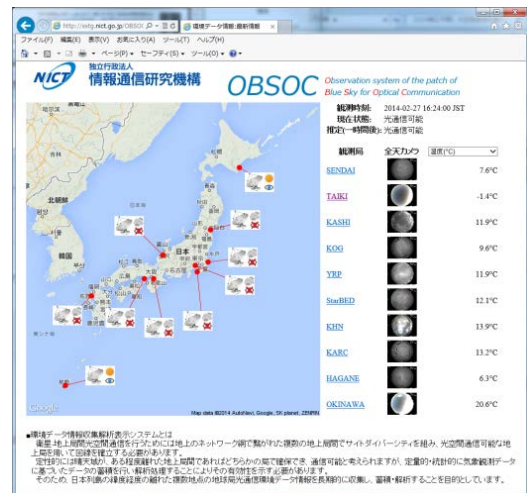 環境データ情報:最新情報
ファイル(F) 編集(E) 表示(V) お気に入り(A) ツール(T) ヘルプ(H)
ページ(P) セーフティ(S) ツール(O)
NICT
独立行政法人
情報通信研究機構
OBSOC
Observation system of the patch of
Blue Sky for Optical Communication
観測時刻: 2014-02-27 16:24:00 JST
現在状態: 光通信可能
推定(一時間後): 光通信可能
観測局 全天カメラ 温度(℃)
SENDAI 7.6℃
TAIKI -1.4℃
KASHI 11.9℃
KOG 9.6℃
YRP 11.9℃
StarBED 12.1℃
KHN 13.9℃
KARC 13.2℃
HAGANE 6.3℃
OKINAWA 20.6℃
北朝鮮
韓国
日本海
日本
札幌
富山
名古屋
大阪
広島
Google
Map data ©2014 AutoNavi, Google, SK planet, ZENRIN
■環境データ情報収集解析表示システムとは
衛星-地上局間光空間通信を行うためには地上のネットワーク網で繋がれた複数の地上局間でサイトダイバーシティを組み、光空間通信可能な地
上局を用いて回線を確立する必要があります。
定性的には晴天域が、ある程度離れた地上局間であればどちらかの局で確保でき、通信可能と考えられますが、定量的・統計的に気象観測データ
に基づいたデータの蓄積を行い、解析処理することによりその有効性を示す必要があります。
そのため、日本列島の緯度経度の離れた複数地点の地球局光通信環境データ情報を長期的に収集し、蓄積・解析することを目的としています。